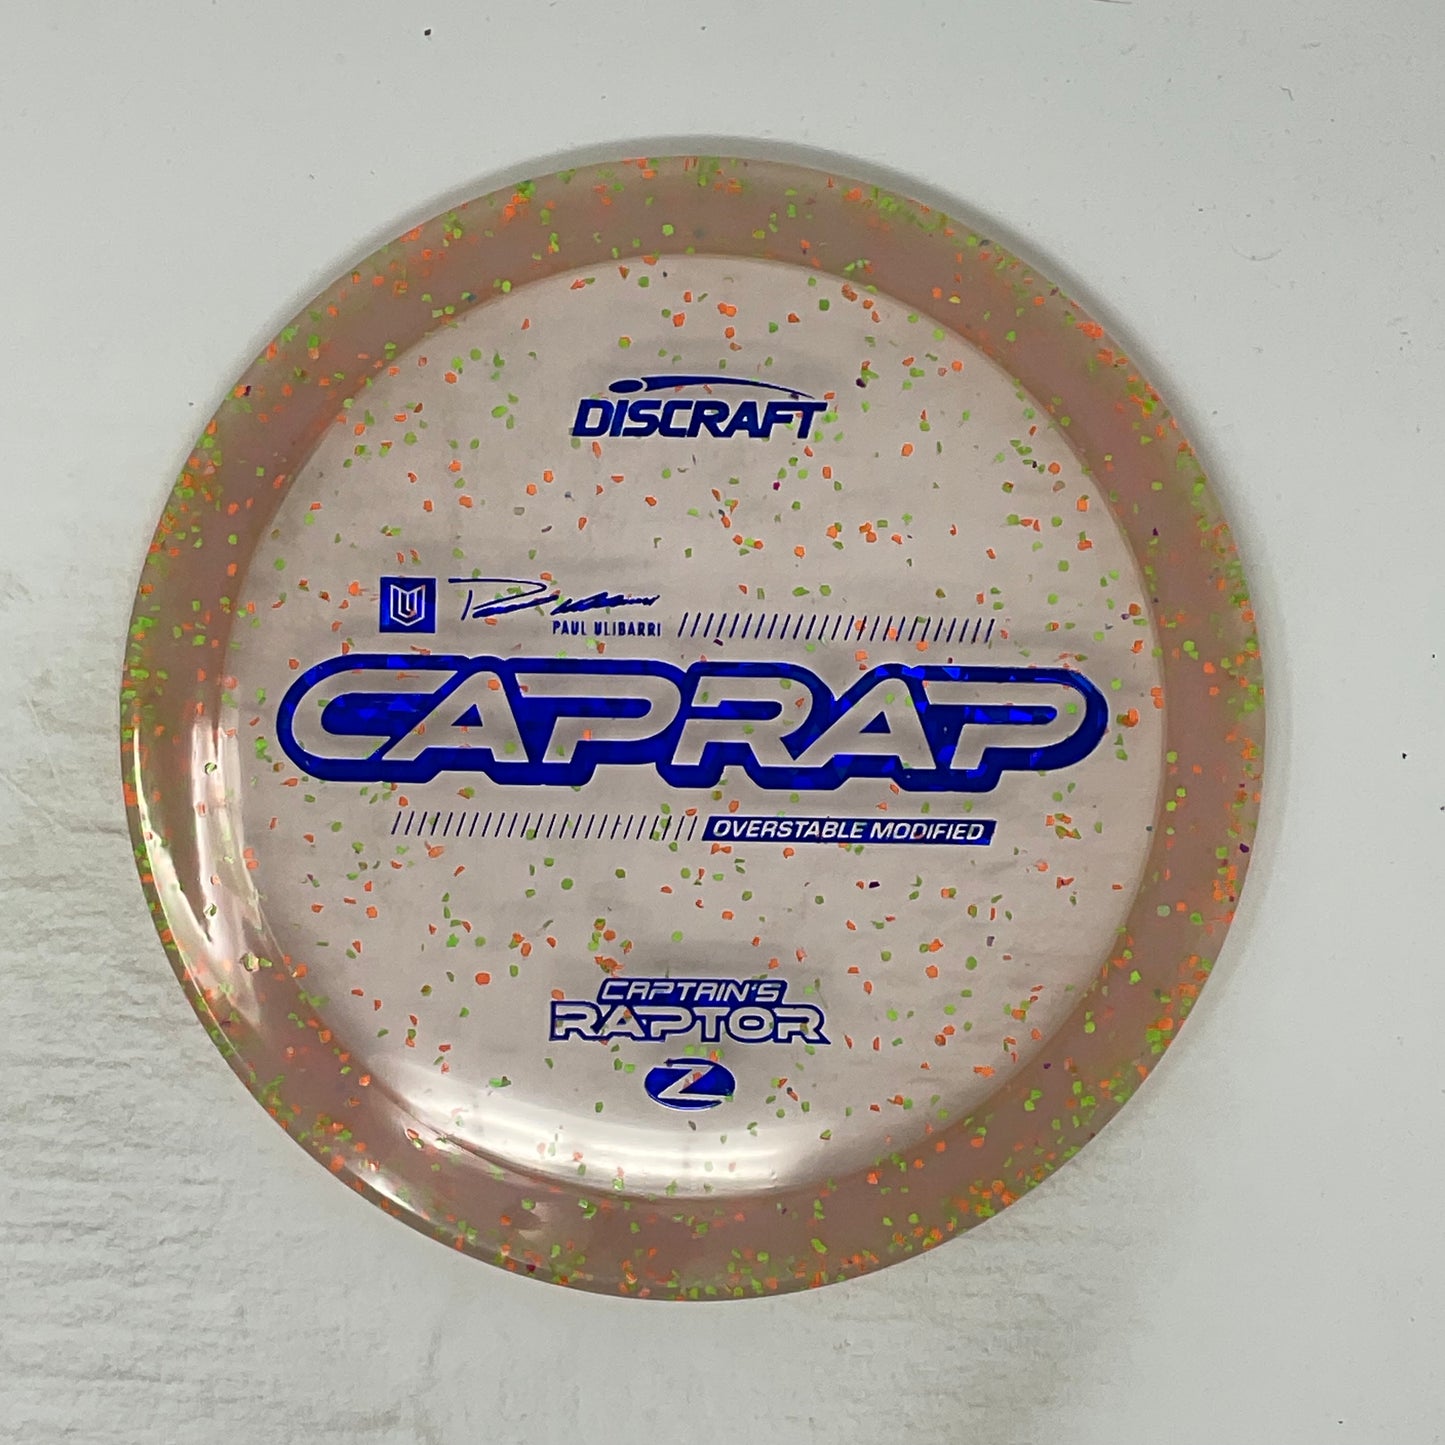 DISCRAFT
PAUL ULIBARRI
CAPRAP
OVERSTABLE MODIFIED
CAPTAIN'S
RAPTOR
Z